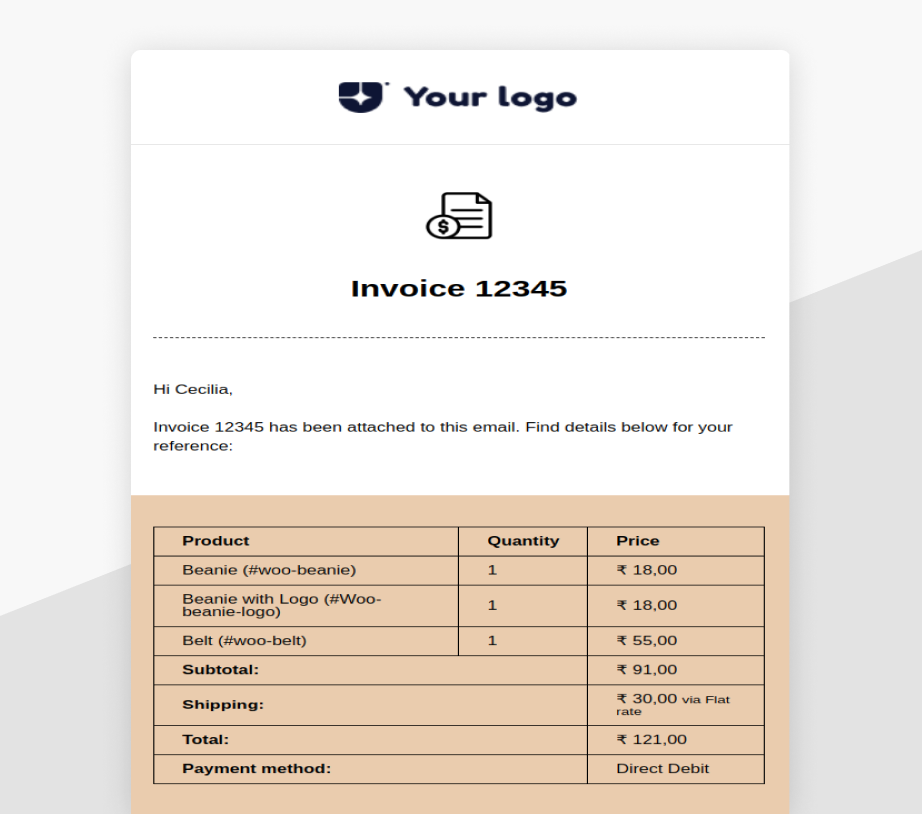 Your logo
$
Invoice 12345
Hi Cecilia,
Invoice 12345 has been attached to this email. Find details below for your
reference:
Product Quantity Price
Beanie (#woo-beanie) 1 ₹ 18,00
Beanie with Logo (#Woo-
beanie-logo) 1 ₹ 18,00
Belt (#woo-belt) 1 ₹ 55,00
Subtotal: ₹ 91,00
Shipping: ₹ 30,00 via Flat
rate
Total: ₹ 121,00
Payment method: Direct Debit